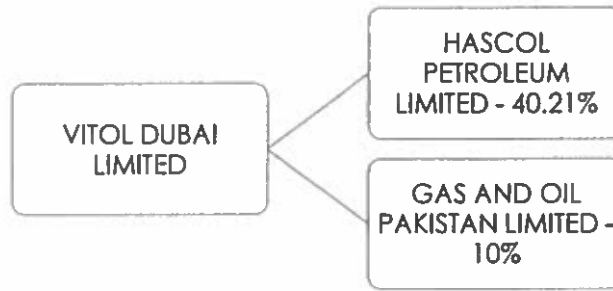 VITOL DUBAI
LIMITED
HASCOL
PETROLEUM
LIMITED - 40.21%
GAS AND OIL
PAKISTAN LIMITED -
10%